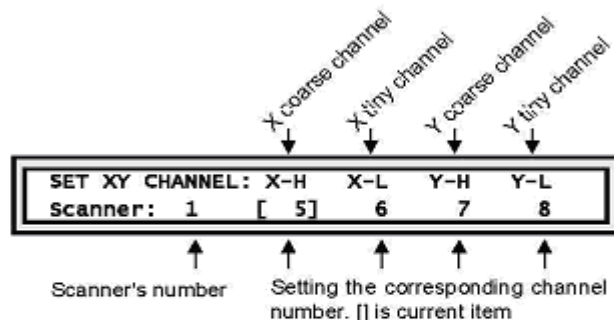 X coarse channel
X tiny channel
Y coarse channel
Y tiny channel
SET XY CHANNEL: X-H X-L Y-H Y-L
Scanner: 1 [ 5] 6 7 8
Scanner's number
Setting the corresponding channel
number. [] is current item